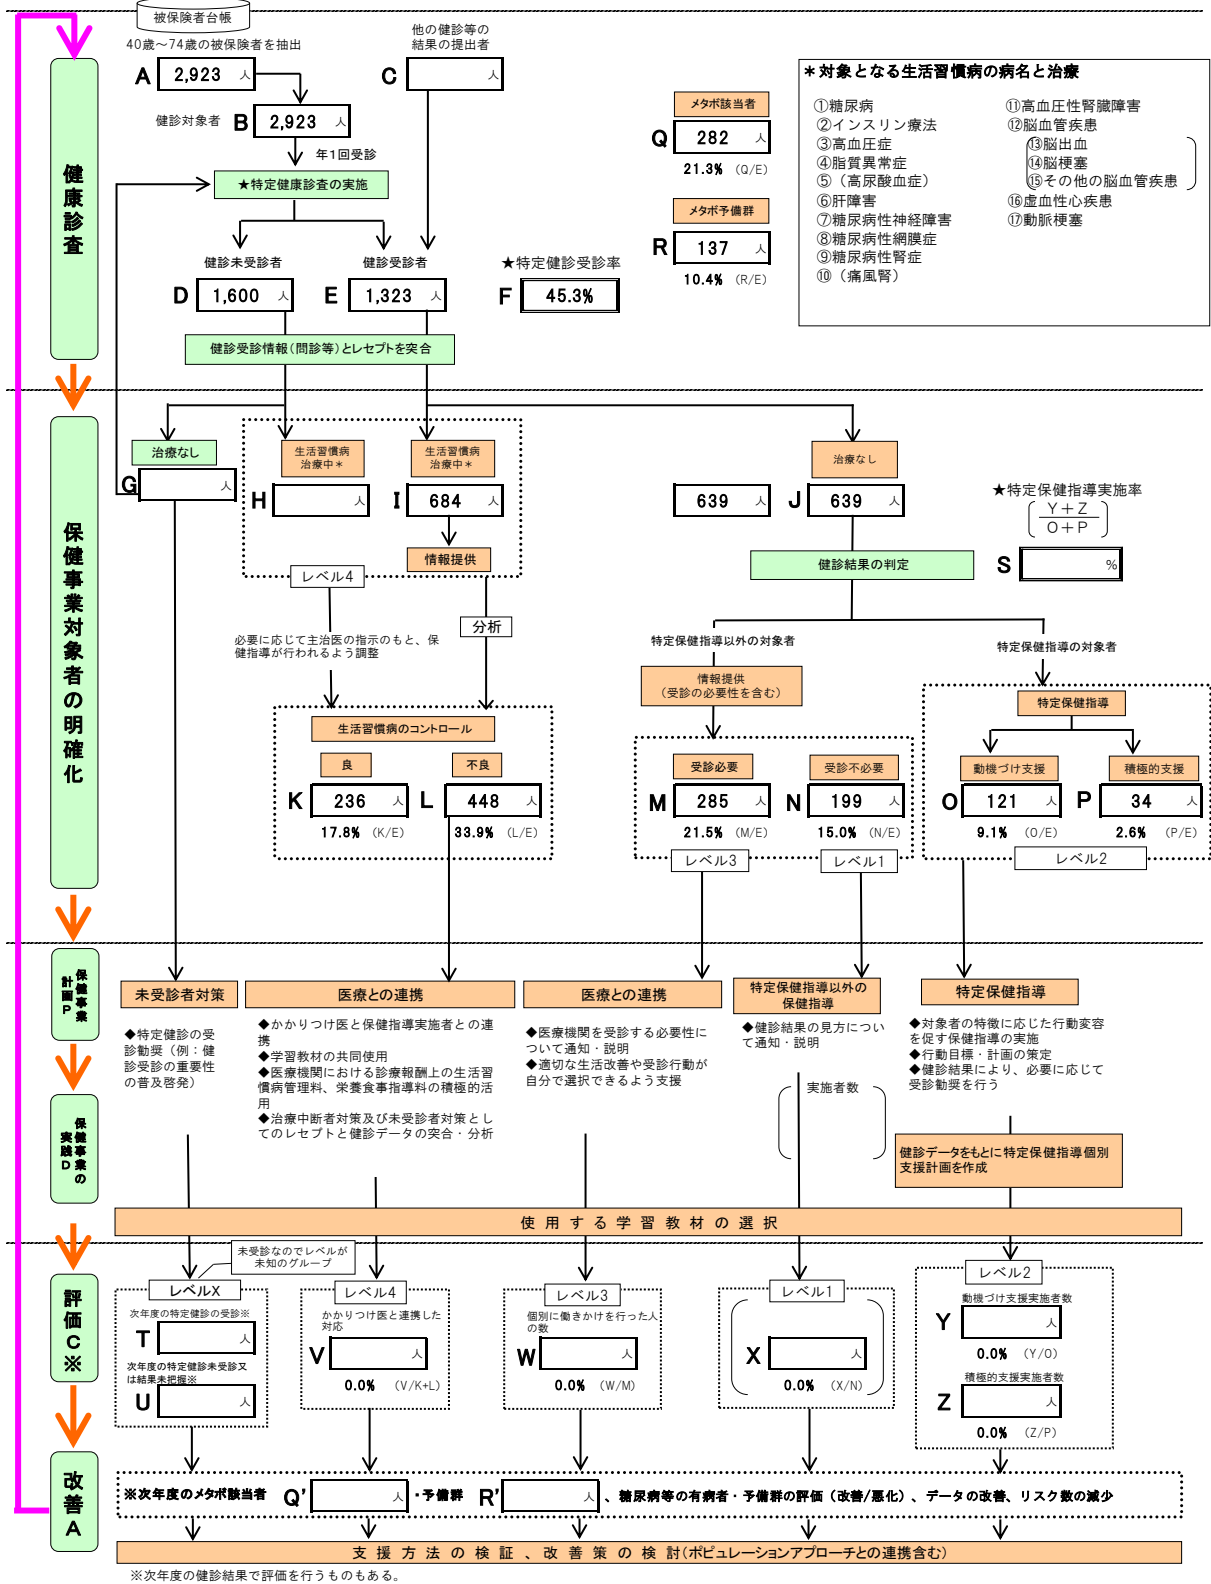 被保険者台帳
40歳～74歳の被保険者を抽出
他の健診等の
結果の提出者
A 2,923 人
C 人
健診対象者 B 2,923 人
年1回受診
★特定健康診査の実施
健診未受診者
健診受診者
★特定健診受診率
D 1,600 人
E 1,323 人
F 45.3%
健診受診情報(問診等)とレセプトを突合
メタボ該当者
Q 282 人
21.3% (Q/E)
メタボ予備群
R 137 人
10.4% (R/E)
＊対象となる生活習慣病の病名と治療
①糖尿病
②インスリン療法
③高血圧症
④脂質異常症
⑤（高尿酸血症）
⑥肝障害
⑦糖尿病性神経障害
⑧糖尿病性網膜症
⑨糖尿病性腎症
⑩（痛風腎）
⑪高血圧性腎臓障害
⑫脳血管疾患
⑬脳出血
⑭脳梗塞
⑮その他の脳血管疾患
⑯虚血性心疾患
⑰動脈梗塞
健康診査
保健事業対象者の明確化
治療なし
G 人
生活習慣病
治療中＊
H 人
生活習慣病
治療中＊
I 684 人
情報提供
レベル4
治療なし
639 人
J 639 人
健診結果の判定
★特定保健指導実施率
Y＋Z
O＋P
S %
必要に応じて主治医の指示のもと、保
健指導が行われるよう調整
分析
生活習慣病のコントロール
良
不良
K 236 人
L 448 人
17.8% (K/E)
33.9% (L/E)
特定保健指導以外の対象者
情報提供
（受診の必要性を含む）
受診必要
受診不必要
M 285 人
N 199 人
21.5% (M/E)
15.0% (N/E)
レベル3
レベル1
特定保健指導の対象者
特定保健指導
動機づけ支援
積極的支援
O 121 人
P 34 人
9.1% (O/E)
2.6% (P/E)
レベル2
保健事業
計画P
保健事業の
実践D
未受診者対策
◆特定健診の受
診勧奨（例：健
診受診の重要性
の普及啓発）
医療との連携
◆かかりつけ医と保健指導実施者との連
携
◆学習教材の共同使用
◆医療機関における診療報酬上の生活習
慣病管理料、栄養食事指導料の積極的活
用
◆治療中断者対策及び未受診者対策とし
てのレセプトと健診データの突合・分析
医療との連携
◆医療機関を受診する必要性に
ついて通知・説明
◆適切な生活改善や受診行動が
自分で選択できるよう支援
特定保健指導以外の
保健指導
◆健診結果の見方につい
て通知・説明
実施者数
特定保健指導
◆対象者の特徴に応じた行動変容
を促す保健指導の実施
◆行動目標・計画の策定
◆健診結果により、必要に応じて
受診勧奨を行う
健診データをもとに特定保健指導個別
支援計画を作成
使用する学習教材の選択
評価C※
未受診なのでレベルが
未知のグループ
レベルX
次年度の特定健診の受診※
T 人
次年度の特定健診未受診又
は結果未把握※
U 人
レベル4
かかりつけ医と連携した
対応
V 人
0.0% (V/K+L)
レベル3
個別に働きかけを行った人
の数
W 人
0.0% (W/M)
レベル1
X 人
0.0% (X/N)
レベル2
動機づけ支援実施者数
Y 人
0.0% (Y/O)
積極的支援実施者数
Z 人
0.0% (Z/P)
改善A
※次年度のメタボ該当者 Q' 人 ・予備群 R' 人 、糖尿病等の有病者・予備群の評価（改善/悪化）、データの改善、リスク数の減少
支援方法の検証、改善策の検討(ポピュレーションアプローチとの連携含む)
※次年度の健診結果で評価を行うものもある。